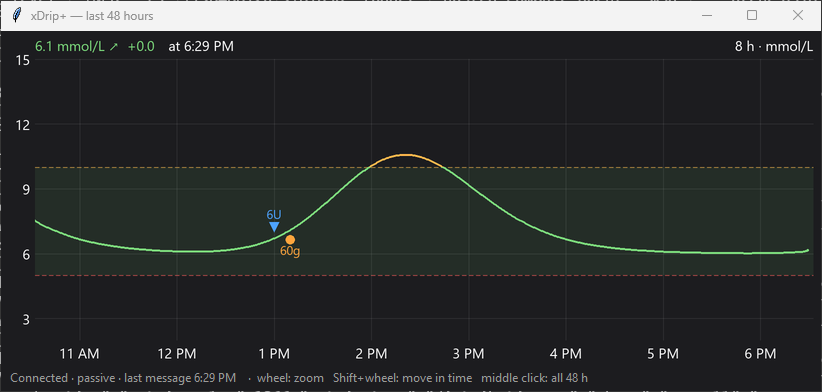 xDrip+ — last 48 hours
6.1 mmol/L ↗ +0.0 at 6:29 PM 8 h · mmol/L
15
12
9
6
3
6U
60g
11 AM 12 PM 1 PM 2 PM 3 PM 4 PM 5 PM 6 PM
Connected · passive · last message 6:29 PM · wheel: zoom Shift+wheel: move in time middle click: all 48 h